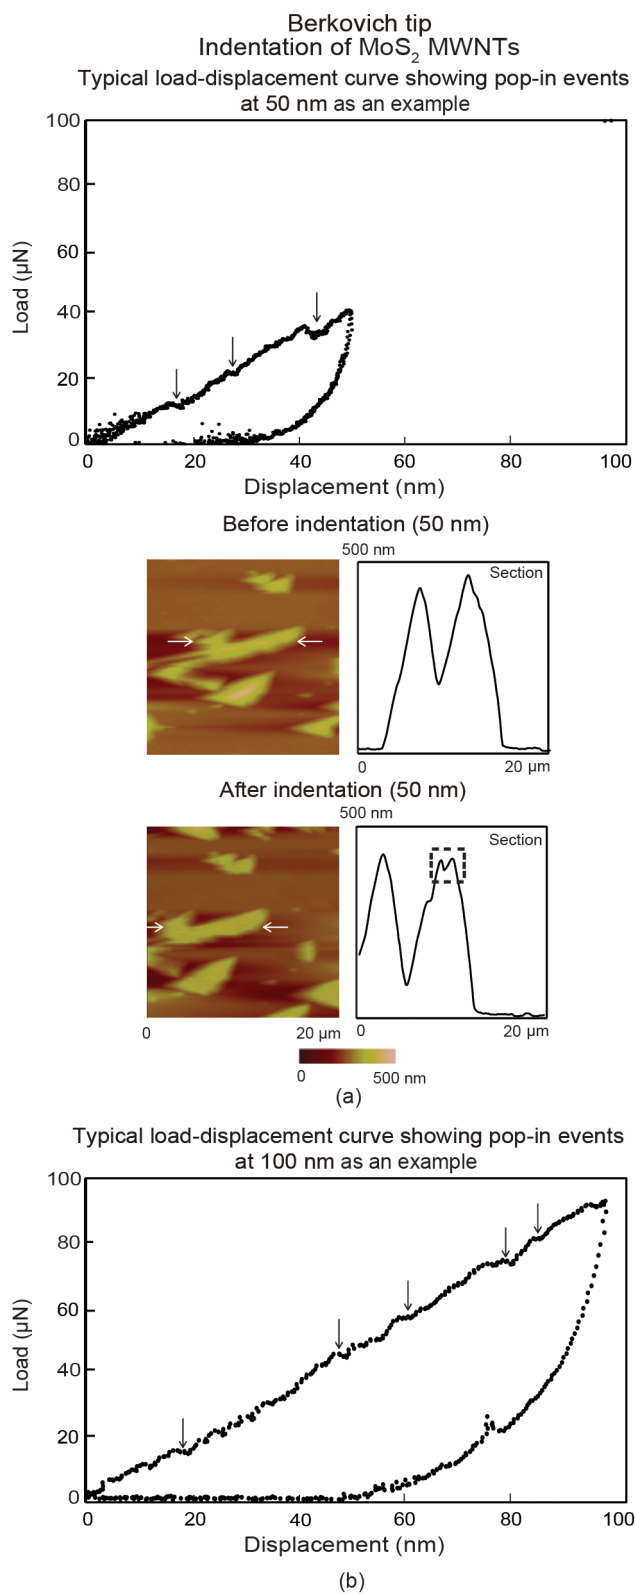 Berkovich tip
Indentation of MoS2 MWNTs
Typical load-displacement curve showing pop-in events
at 50 nm as an example
100
80
60
40
20
0
Load (µN)
0 20 40 60 80 100
Displacement (nm)
Before indentation (50 nm)
500 nm
Section
0 20 µm
After indentation (50 nm)
500 nm
Section
0 20 µm
0 20 µm
0 500 nm
(a)
Typical load-displacement curve showing pop-in events
at 100 nm as an example
100
80
60
40
20
0
Load (µN)
0 20 40 60 80 100
Displacement (nm)
(b)